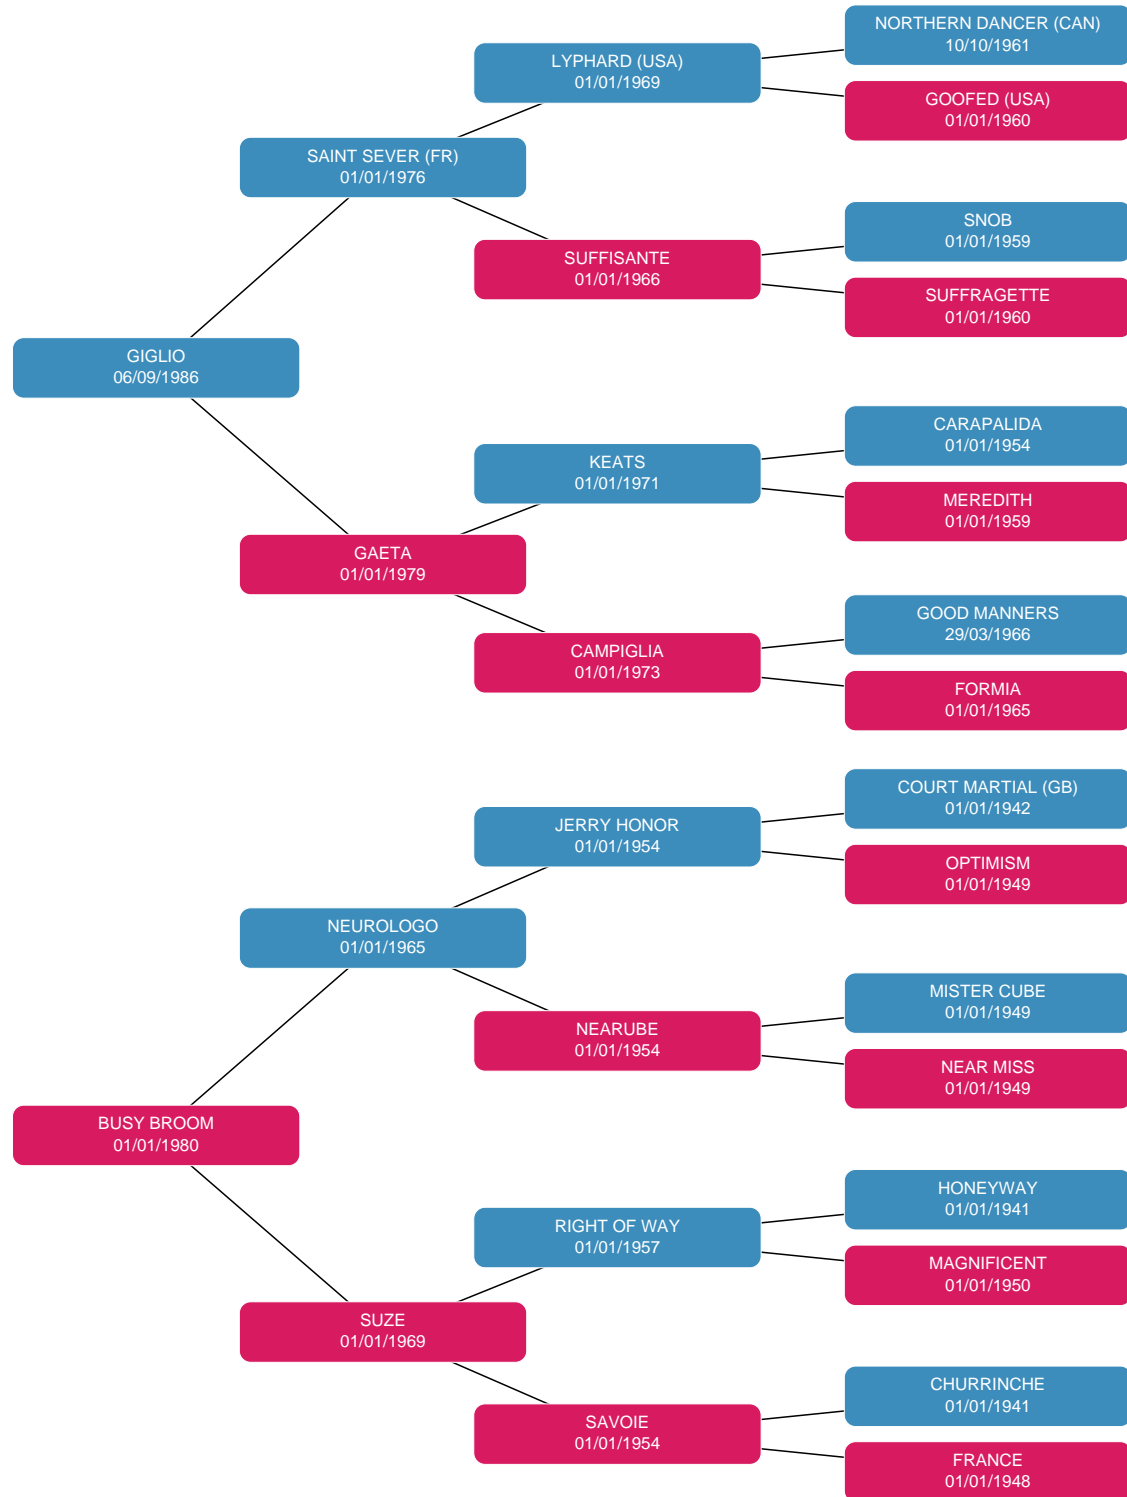 NORTHERN DANCER (CAN)
10/10/1961
LYPHARD (USA)
01/01/1969
GOOFED (USA)
01/01/1960
SAINT SEVER (FR)
01/01/1976
SNOB
01/01/1959
SUFFISANTE
01/01/1966
SUFFRAGETTE
01/01/1960
GIGLIO
06/09/1986
CARAPALIDA
01/01/1954
KEATS
01/01/1971
MEREDITH
01/01/1959
GAETA
01/01/1979
GOOD MANNERS
29/03/1966
CAMPIGLIA
01/01/1973
FORMIA
01/01/1965
COURT MARTIAL (GB)
01/01/1942
JERRY HONOR
01/01/1954
OPTIMISM
01/01/1949
NEUROLOGO
01/01/1965
MISTER CUBE
01/01/1949
NEARUBE
01/01/1954
NEAR MISS
01/01/1949
BUSY BROOM
01/01/1980
HONEYWAY
01/01/1941
RIGHT OF WAY
01/01/1957
MAGNIFICENT
01/01/1950
SUZE
01/01/1969
CHURRINCHE
01/01/1941
SAVOIE
01/01/1954
FRANCE
01/01/1948